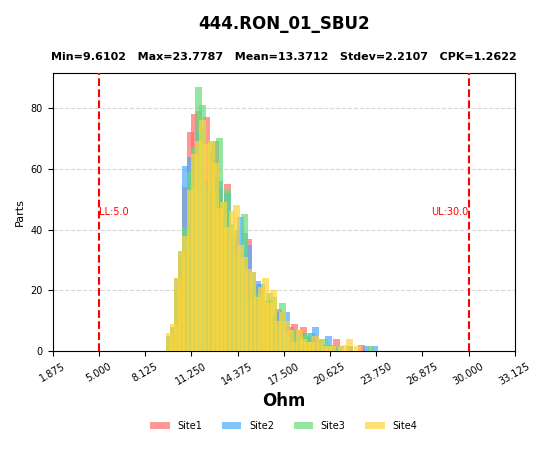 444.RON_01_SBU2
Min=9.6102 Max=23.7787 Mean=13.3712 Stdev=2.2107 CPK=1.2622
80
60
40
20
0
Parts
LL:5.0
UL:30.0
1.875 5.000 8.125 11.250 14.375 17.500 20.625 23.750 26.875 30.000 33.125
Ohm
Site1 Site2 Site3 Site4